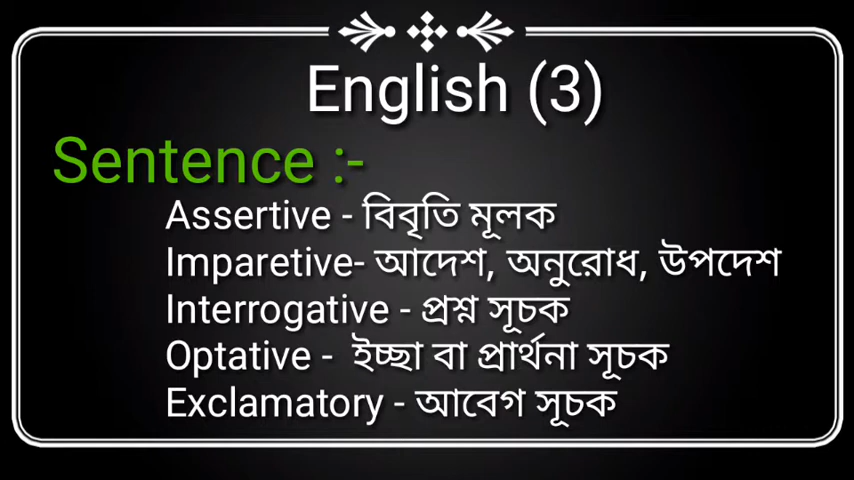 English (3)
Sentence :-
Assertive - বিবৃতি মূলক
Imparetive- আদেশ, অনুরোধ, উপদেশ
Interrogative - প্রশ্ন সূচক
Optative - ইচ্ছা বা প্রার্থনা সূচক
Exclamatory - আবেগ সূচক